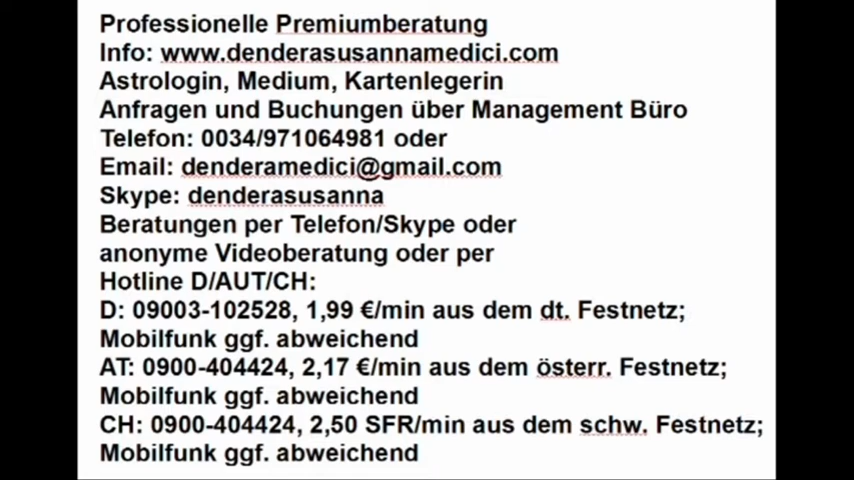 Professionelle Premiumberatung
Info: www.denderasusannamedici.com
Astrologin, Medium, Kartenlegerin
Anfragen und Buchungen über Management Büro
Telefon: 0034/971064981 oder
Email: denderamedici@gmail.com
Skype: denderasusanna
Beratungen per Telefon/Skype oder
anonyme Videoberatung oder per
Hotline D/AUT/CH:
D: 09003-102528, 1,99 €/min aus dem dt. Festnetz;
Mobilfunk ggf. abweichend
AT: 0900-404424, 2,17 €/min aus dem österr. Festnetz;
Mobilfunk ggf. abweichend
CH: 0900-404424, 2,50 SFR/min aus dem schw. Festnetz;
Mobilfunk ggf. abweichend